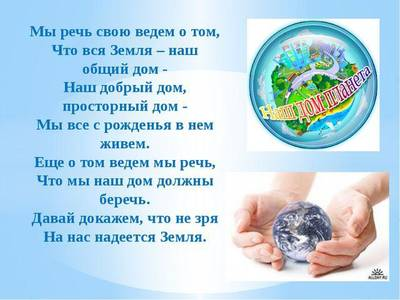 Мы речь свою ведем о том,
Что вся Земля – наш
общий дом -
Наш добрый дом,
просторный дом -
Мы все с рожденья в нем
живем.
Еще о том ведем мы речь,
Что мы наш дом должны
беречь.
Давай докажем, что не зря
На нас надеется Земля.
Наш дом планета
ALLDAY.RU